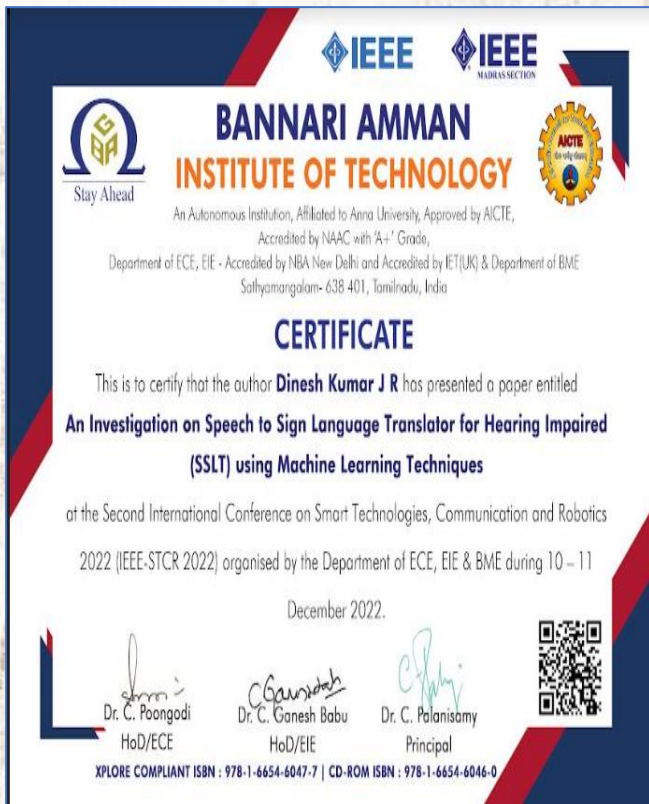 IEEE IEEE
MADRAS SECTION
GBA
Stay Ahead
BANNARI AMMAN
INSTITUTE OF TECHNOLOGY
AICTE
An Autonomous Institution, Affiliated to Anna University, Approved by AICTE,
Accredited by NAAC with 'A+' Grade,
Department of ECE, EIE - Accredited by NBA New Delhi and Accredited by IET(UK) & Department of BME
Sathyamangalam- 638 401, Tamilnadu, India
CERTIFICATE
This is to certify that the author Dinesh Kumar J R has presented a paper entitled
An Investigation on Speech to Sign Language Translator for Hearing Impaired
(SSLT) using Machine Learning Techniques
at the Second International Conference on Smart Technologies, Communication and Robotics
2022 (IEEE-STCR 2022) organised by the Department of ECE, EIE & BME during 10 – 11
December 2022.
Dr. C. Poongodi Dr. C. Ganesh Babu Dr. C. Palanisamy
HoD/ECE HoD/EIE Principal
XPLORE COMPLIANT ISBN : 978-1-6654-6047-7 | CD-ROM ISBN : 978-1-6654-6046-0